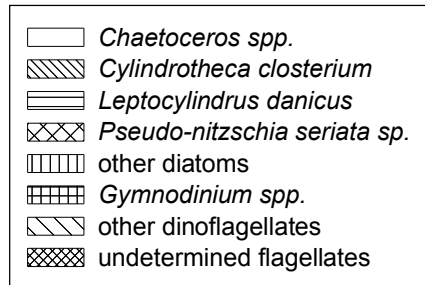 Chaetoceros spp.
Cylindrotheca closterium
Leptocylindrus danicus
Pseudo-nitzschia seriata sp.
other diatoms
Gymnodinium spp.
other dinoflagellates
undetermined flagellates